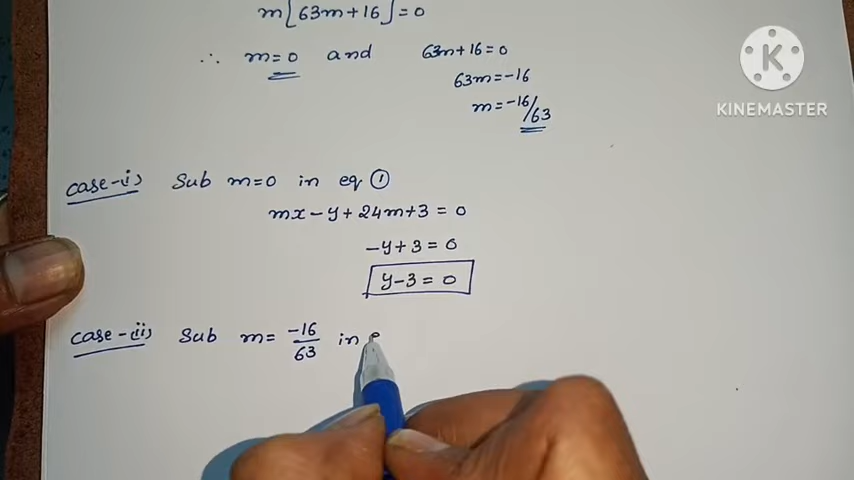 m[63m+16]=0
∴ m=0 and 63m+16=0
63m=-16
m=-16/63
KINEMASTER
case-i) Sub m=0 in eq ①
mx-y+24m+3=0
-y+3=0
y-3=0
case-ii) Sub m= -16/63 in e